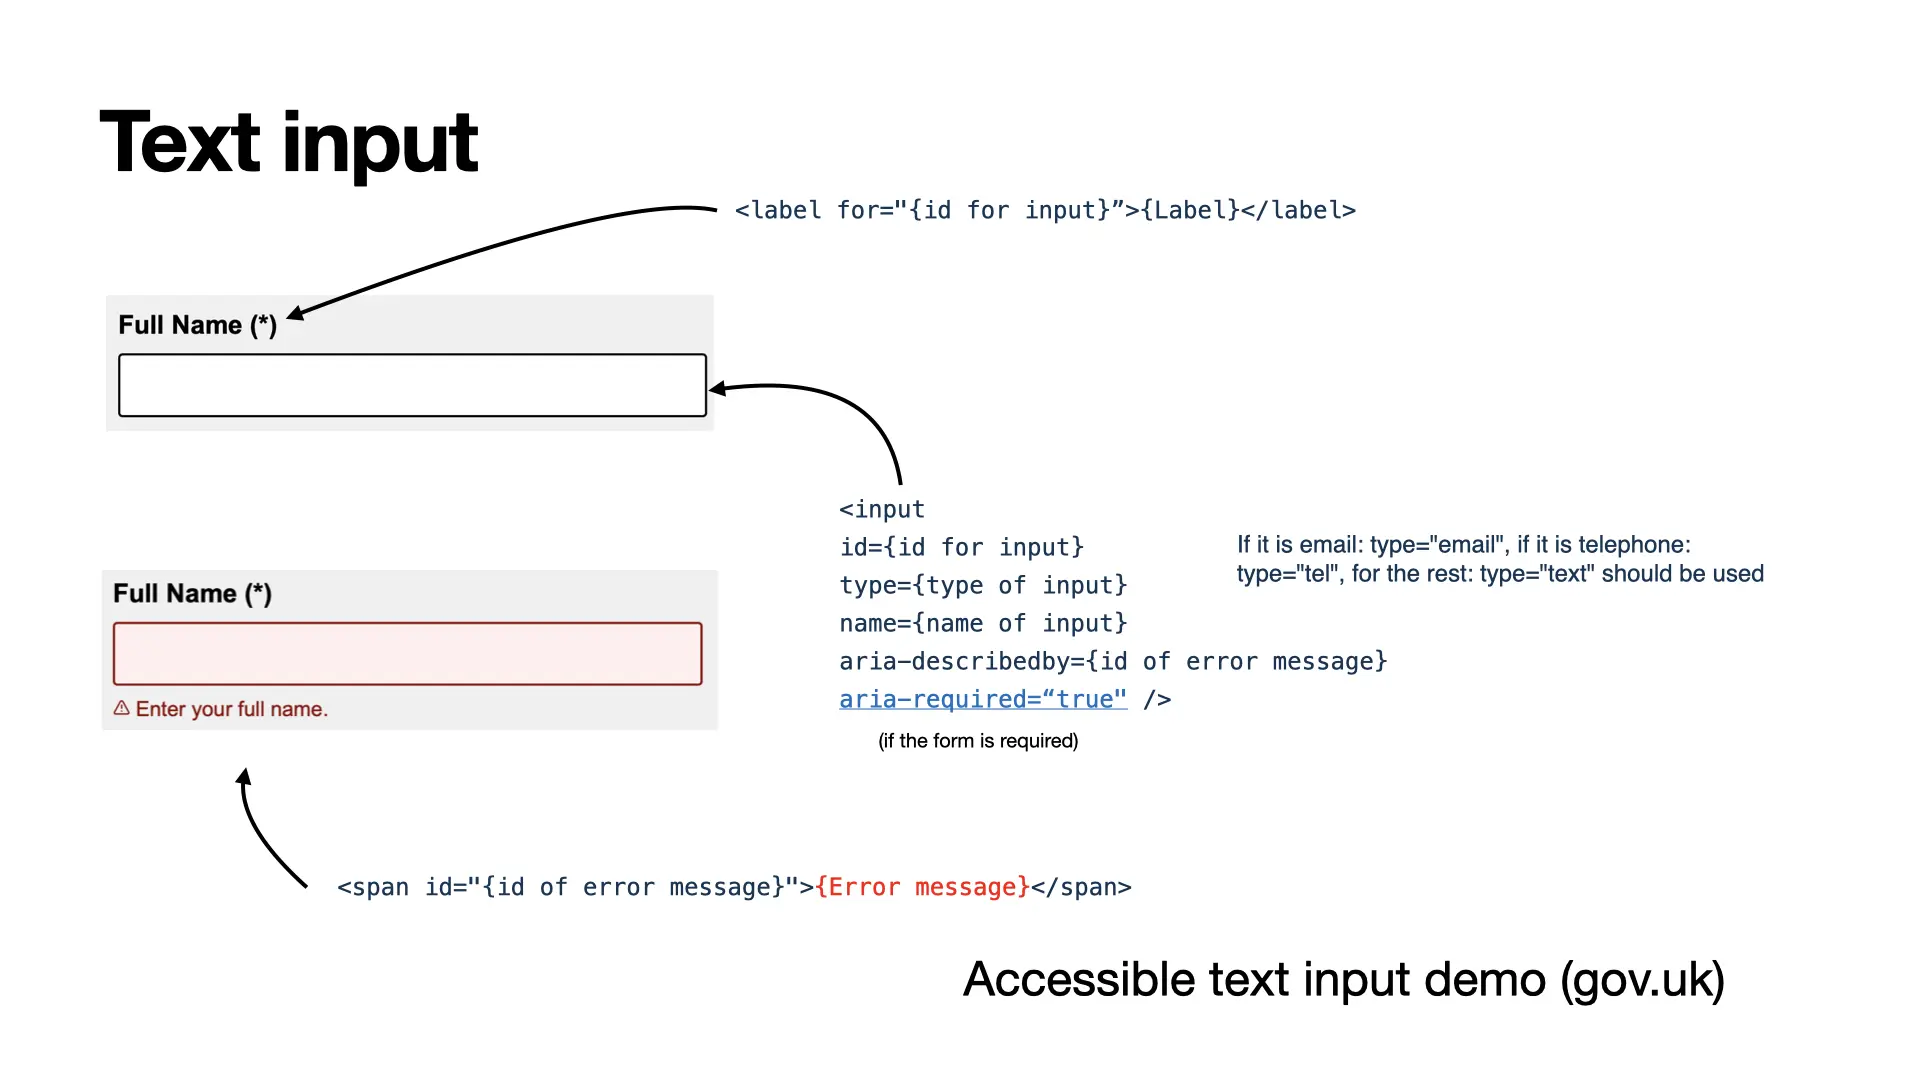 Text input
<label for="{id for input}”>{Label}</label>
Full Name (*)
<input
id={id for input}
type={type of input}
name={name of input}
aria-describedby={id of error message}
aria-required=“true" />
(if the form is required)
If it is email: type="email", if it is telephone:
type="tel", for the rest: type="text" should be used
Full Name (*)
⚠ Enter your full name.
<span id="{id of error message}">{Error message}</span>
Accessible text input demo (gov.uk)